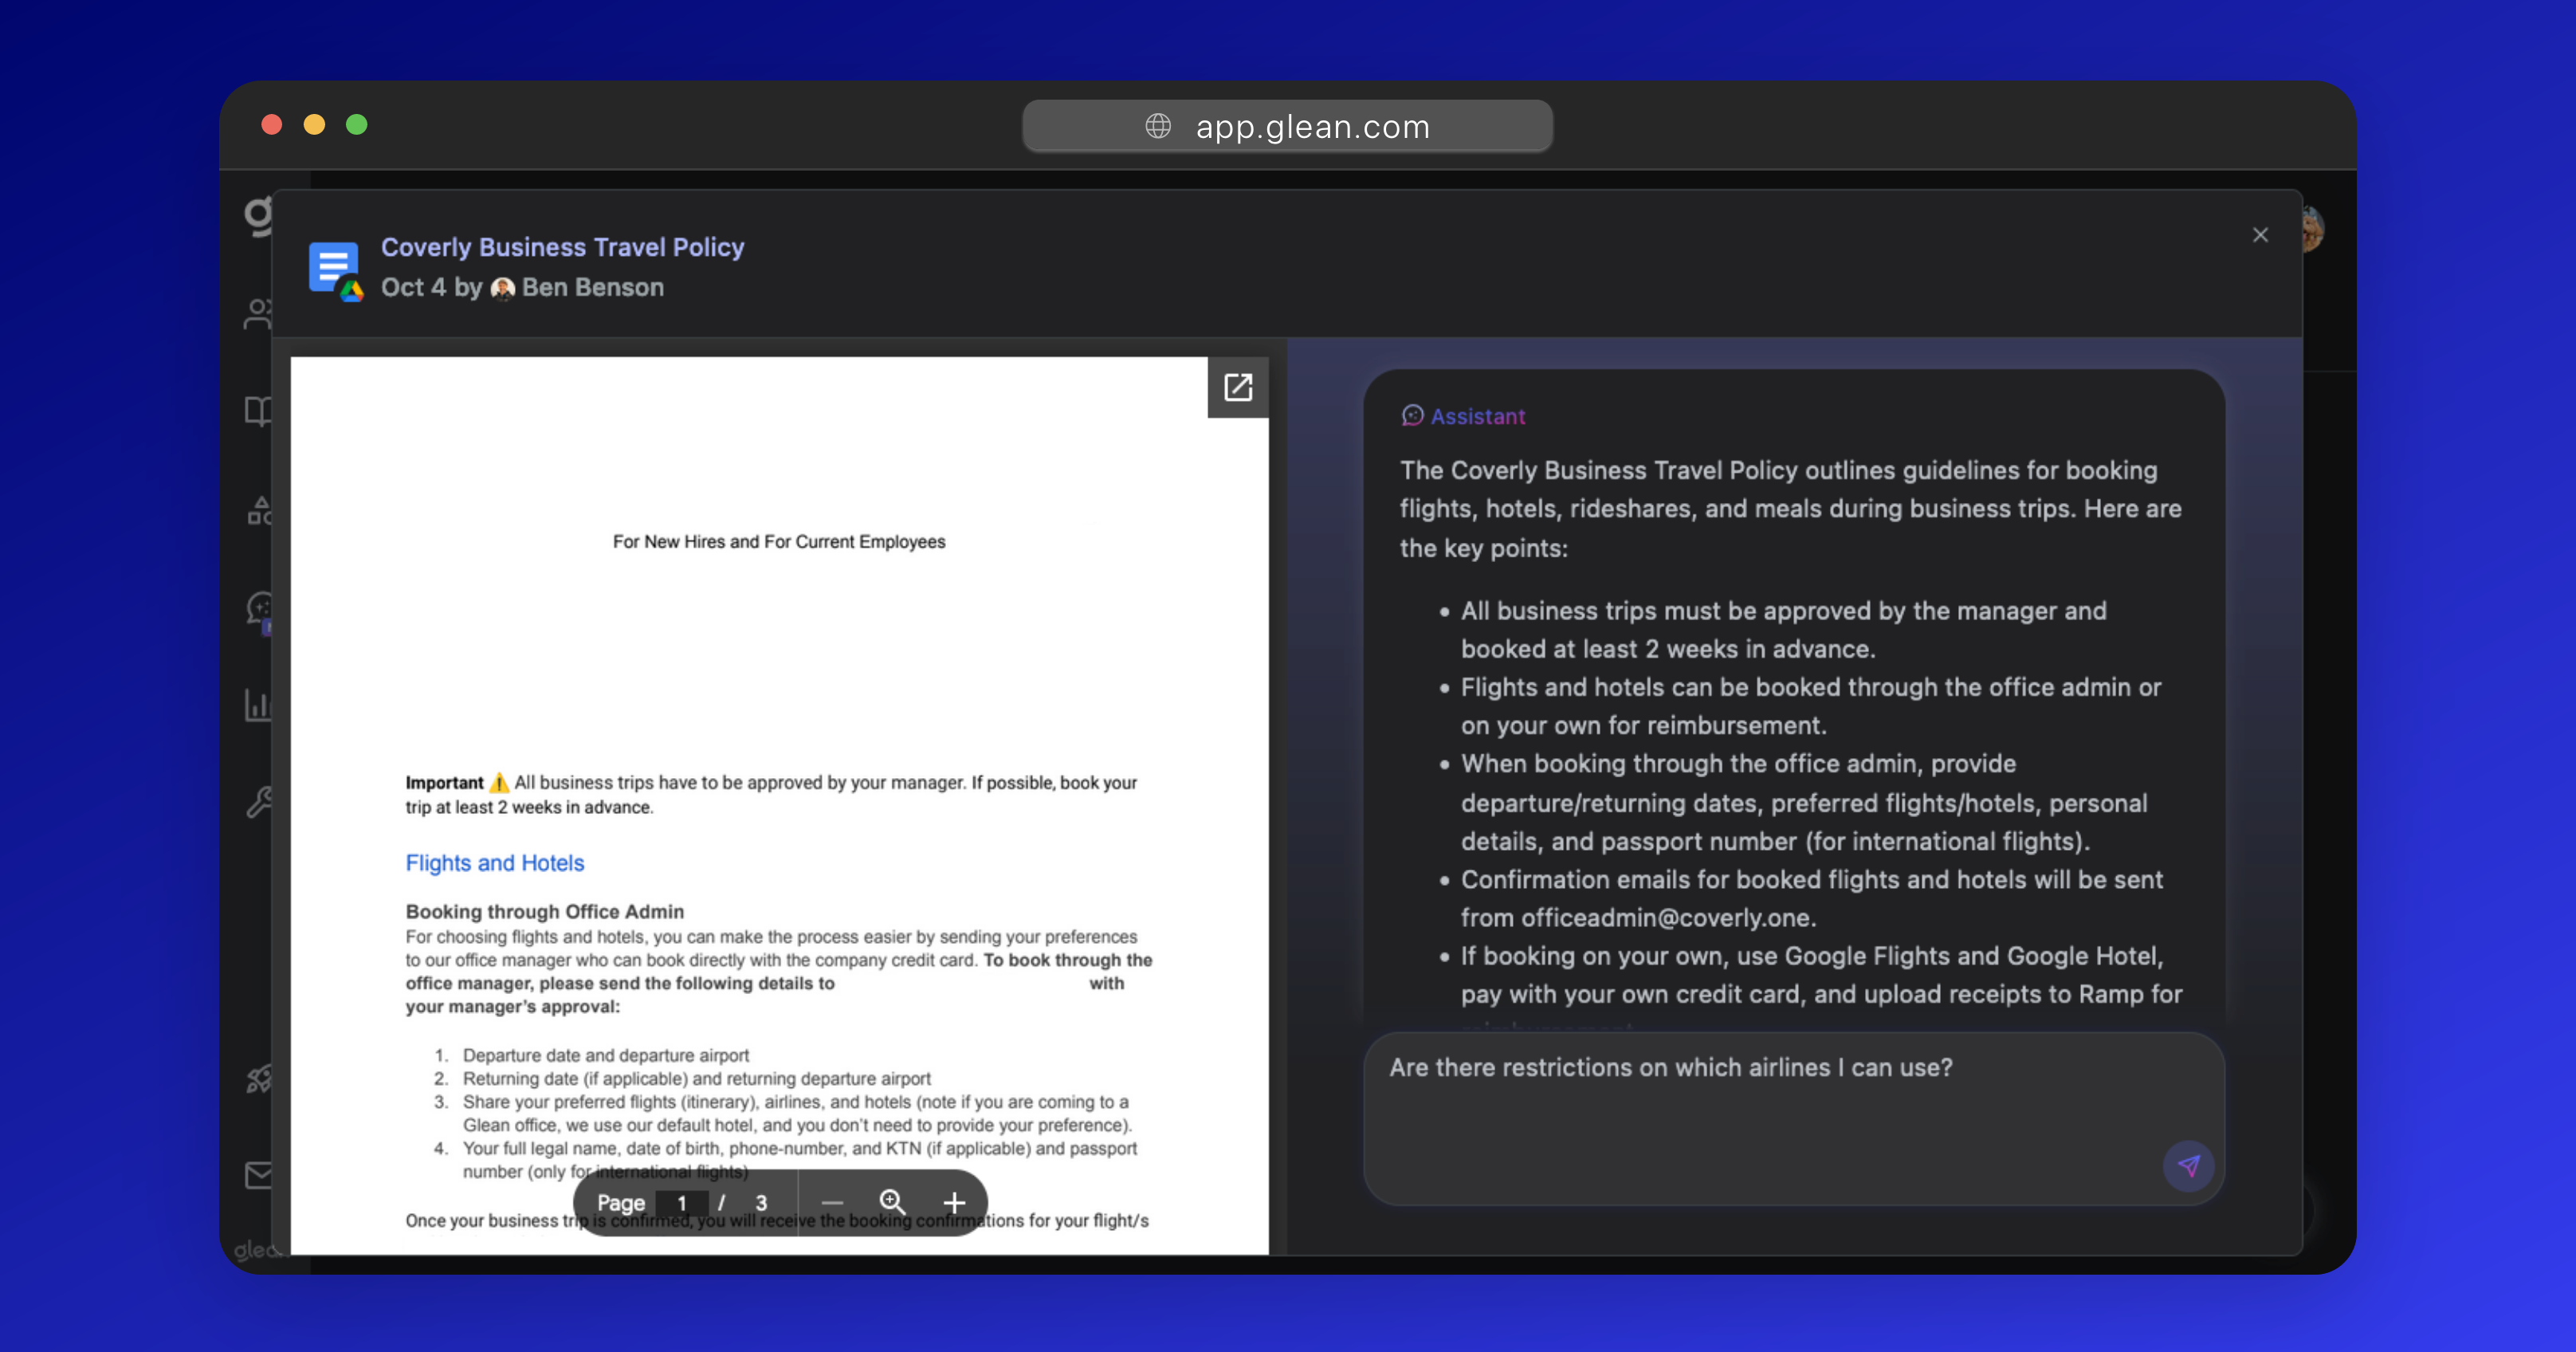 app.glean.com
g
Coverly Business Travel Policy
Oct 4 by Ben Benson
For New Hires and For Current Employees
Important ⚠️ All business trips have to be approved by your manager. If possible, book your
trip at least 2 weeks in advance.
Flights and Hotels
Booking through Office Admin
For choosing flights and hotels, you can make the process easier by sending your preferences
to our office manager who can book directly with the company credit card. To book through the
office manager, please send the following details to with
your manager's approval:
1. Departure date and departure airport
2. Returning date (if applicable) and returning departure airport
3. Share your preferred flights (itinerary), airlines, and hotels (note if you are coming to a
Glean office, we use our default hotel, and you don't need to provide your preference).
4. Your full legal name, date of birth, phone-number, and KTN (if applicable) and passport
number (only for international flights)
Page 1 / 3
Once your business trip is confirmed, you will receive the booking confirmations for your flight/s
Assistant
The Coverly Business Travel Policy outlines guidelines for booking
flights, hotels, rideshares, and meals during business trips. Here are
the key points:
• All business trips must be approved by the manager and
booked at least 2 weeks in advance.
• Flights and hotels can be booked through the office admin or
on your own for reimbursement.
• When booking through the office admin, provide
departure/returning dates, preferred flights/hotels, personal
details, and passport number (for international flights).
• Confirmation emails for booked flights and hotels will be sent
from officeadmin@coverly.one.
• If booking on your own, use Google Flights and Google Hotel,
pay with your own credit card, and upload receipts to Ramp for
Are there restrictions on which airlines I can use?